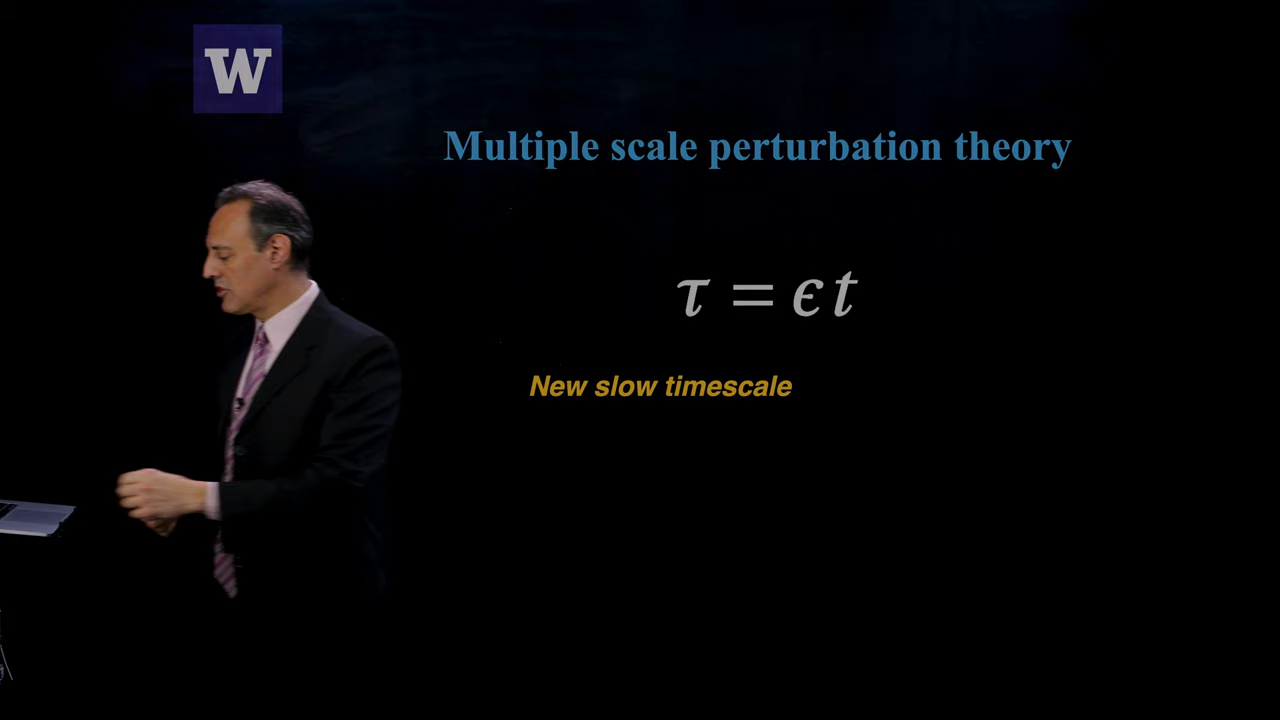 W
Multiple scale perturbation theory
τ = ϵt
New slow timescale